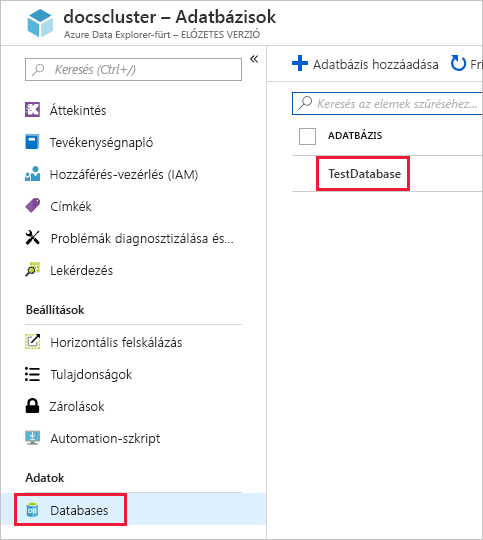 docscluster – Adatbázisok
Azure Data Explorer-fürt – ELŐZETES VERZIÓ
Keresés (Ctrl+/)
«
Áttekintés
Tevékenységnapló
Hozzáférés-vezérlés (IAM)
Címkék
Problémák diagnosztizálása és...
Lekérdezés
Beállítások
Horizontális felskálázás
Tulajdonságok
Zárolások
Automation-szkript
Adatok
DB Databases
+ Adatbázis hozzáadása Fri
Keresés az elemek szűréséhez...
ADATBÁZIS
TestDatabase